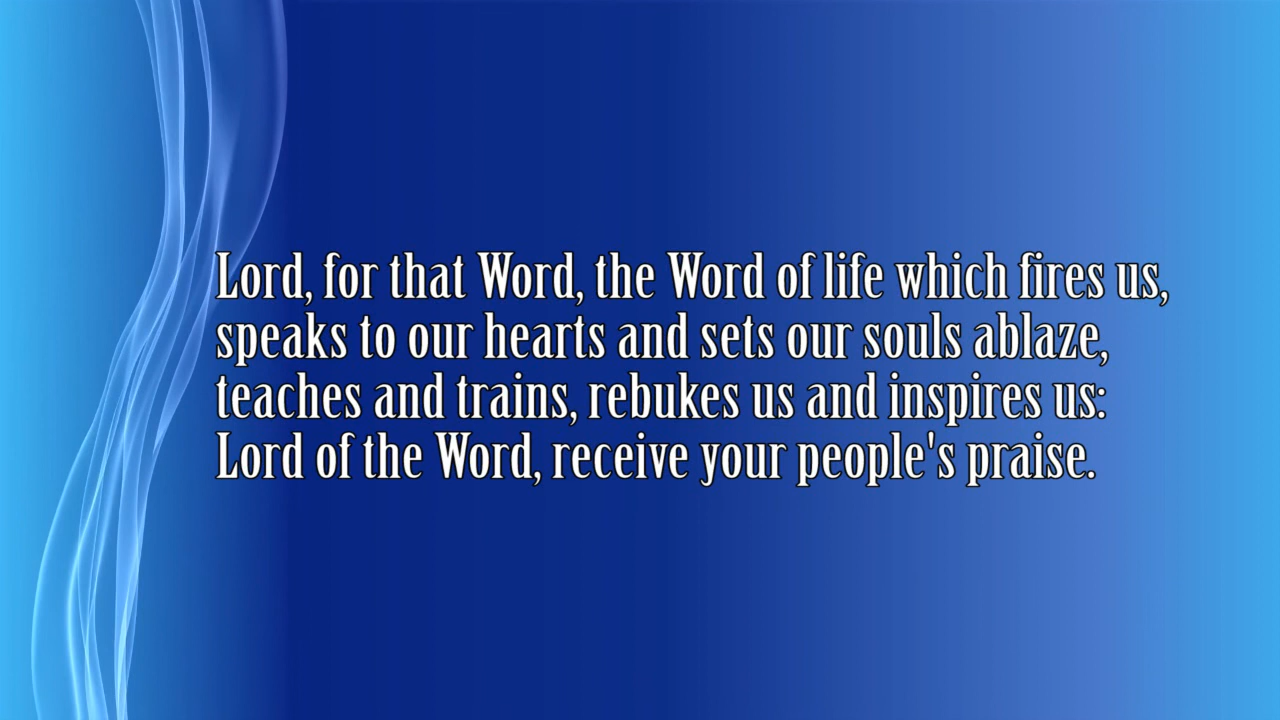 Lord, for that Word, the Word of life which fires us,
speaks to our hearts and sets our souls ablaze,
teaches and trains, rebukes us and inspires us:
Lord of the Word, receive your people's praise.